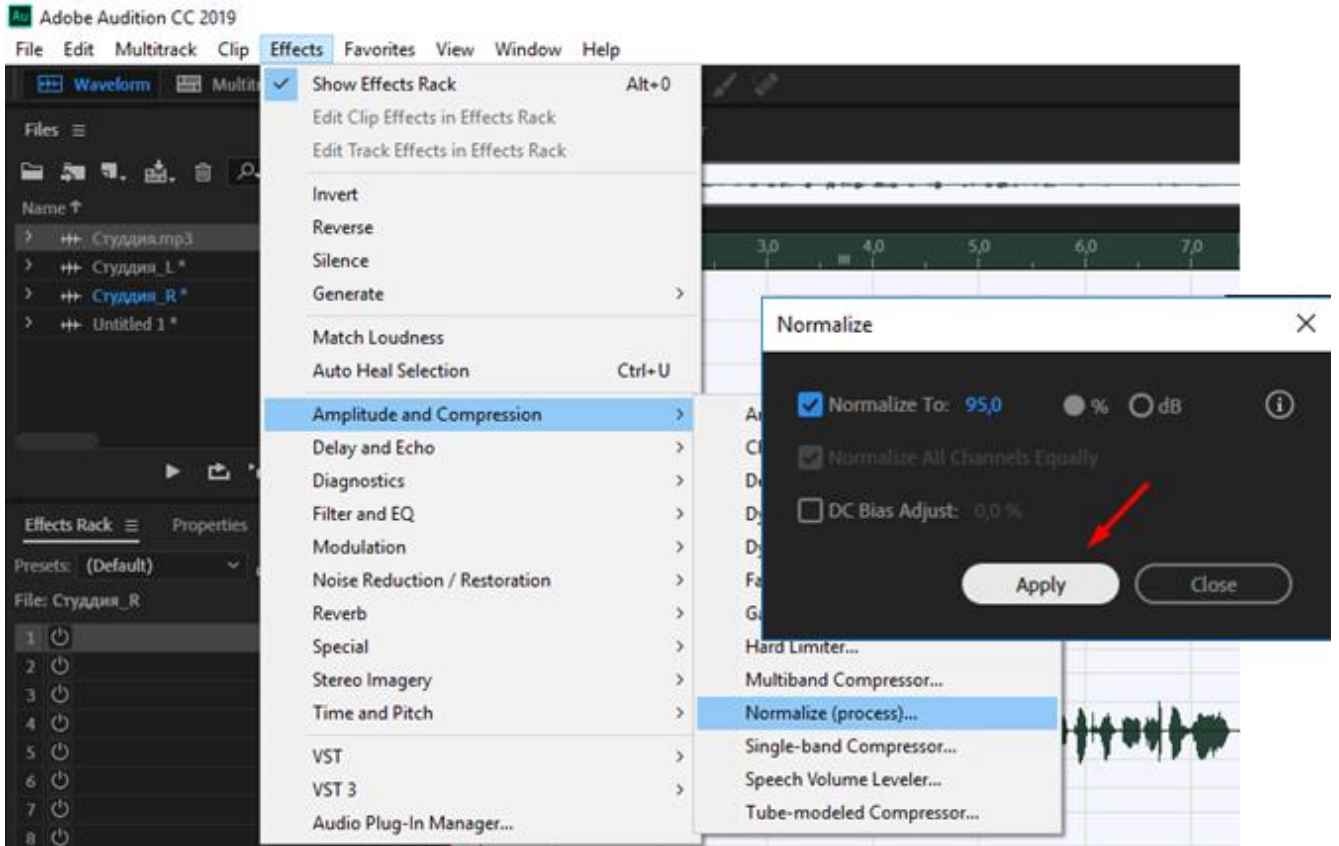 Au Adobe Audition CC 2019
File Edit Multitrack Clip Effects Favorites View Window Help
Waveform
Files
Name
Студдия.mp3
Студдия_L *
Студдия_R *
Untitled 1 *
Effects Rack Properties
Presets: (Default)
File: Студдия_R
1
2
3
4
5
6
7
8
Show Effects Rack Alt+0
Edit Clip Effects in Effects Rack
Edit Track Effects in Effects Rack
Invert
Reverse
Silence
Generate
Match Loudness
Auto Heal Selection Ctrl+U
Amplitude and Compression
Delay and Echo
Diagnostics
Filter and EQ
Modulation
Noise Reduction / Restoration
Reverb
Special
Stereo Imagery
Time and Pitch
VST
VST 3
Audio Plug-In Manager...
3,0 4,0 5,0 6,0 7,0
Normalize
Normalize To: 95,0 % dB
Normalize All Channels Equally
DC Bias Adjust: 0,0 %
Apply Close
Hard Limiter...
Multiband Compressor...
Normalize (process)...
Single-band Compressor...
Speech Volume Leveler...
Tube-modeled Compressor...